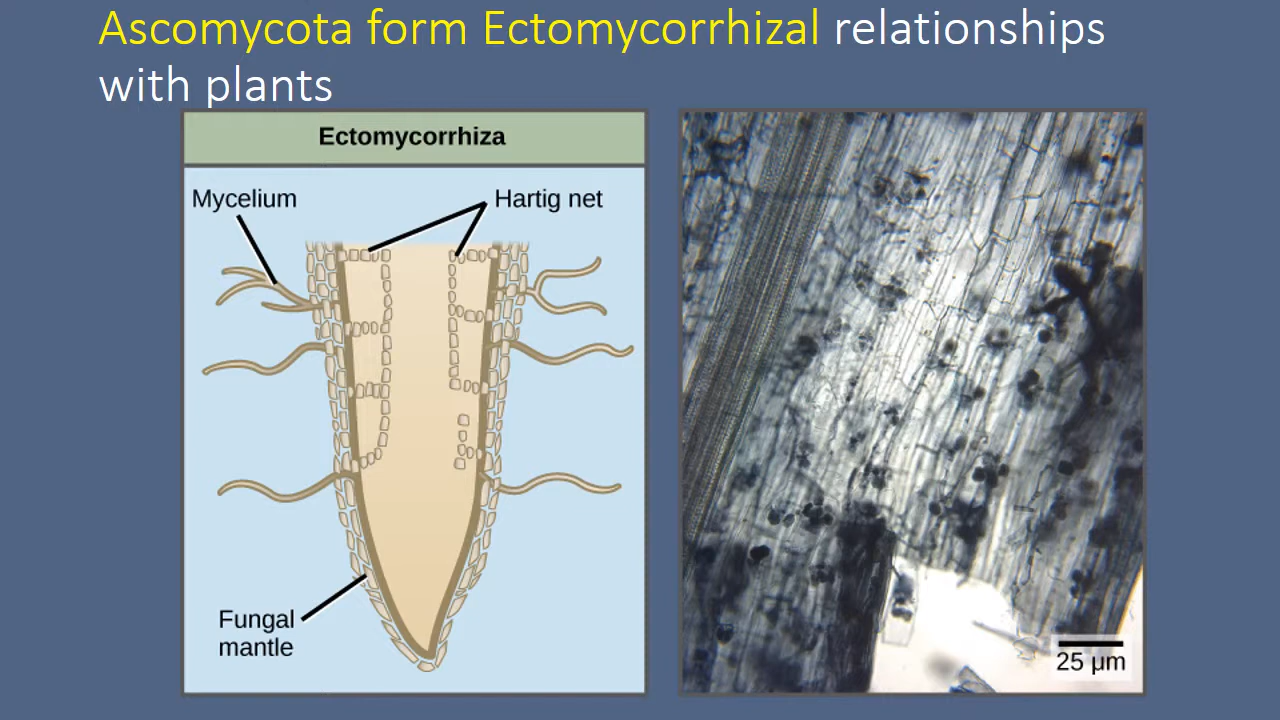 Ascomycota form Ectomycorrhizal relationships
with plants
Ectomycorrhiza
Mycelium
Hartig net
Fungal
mantle
25 μm